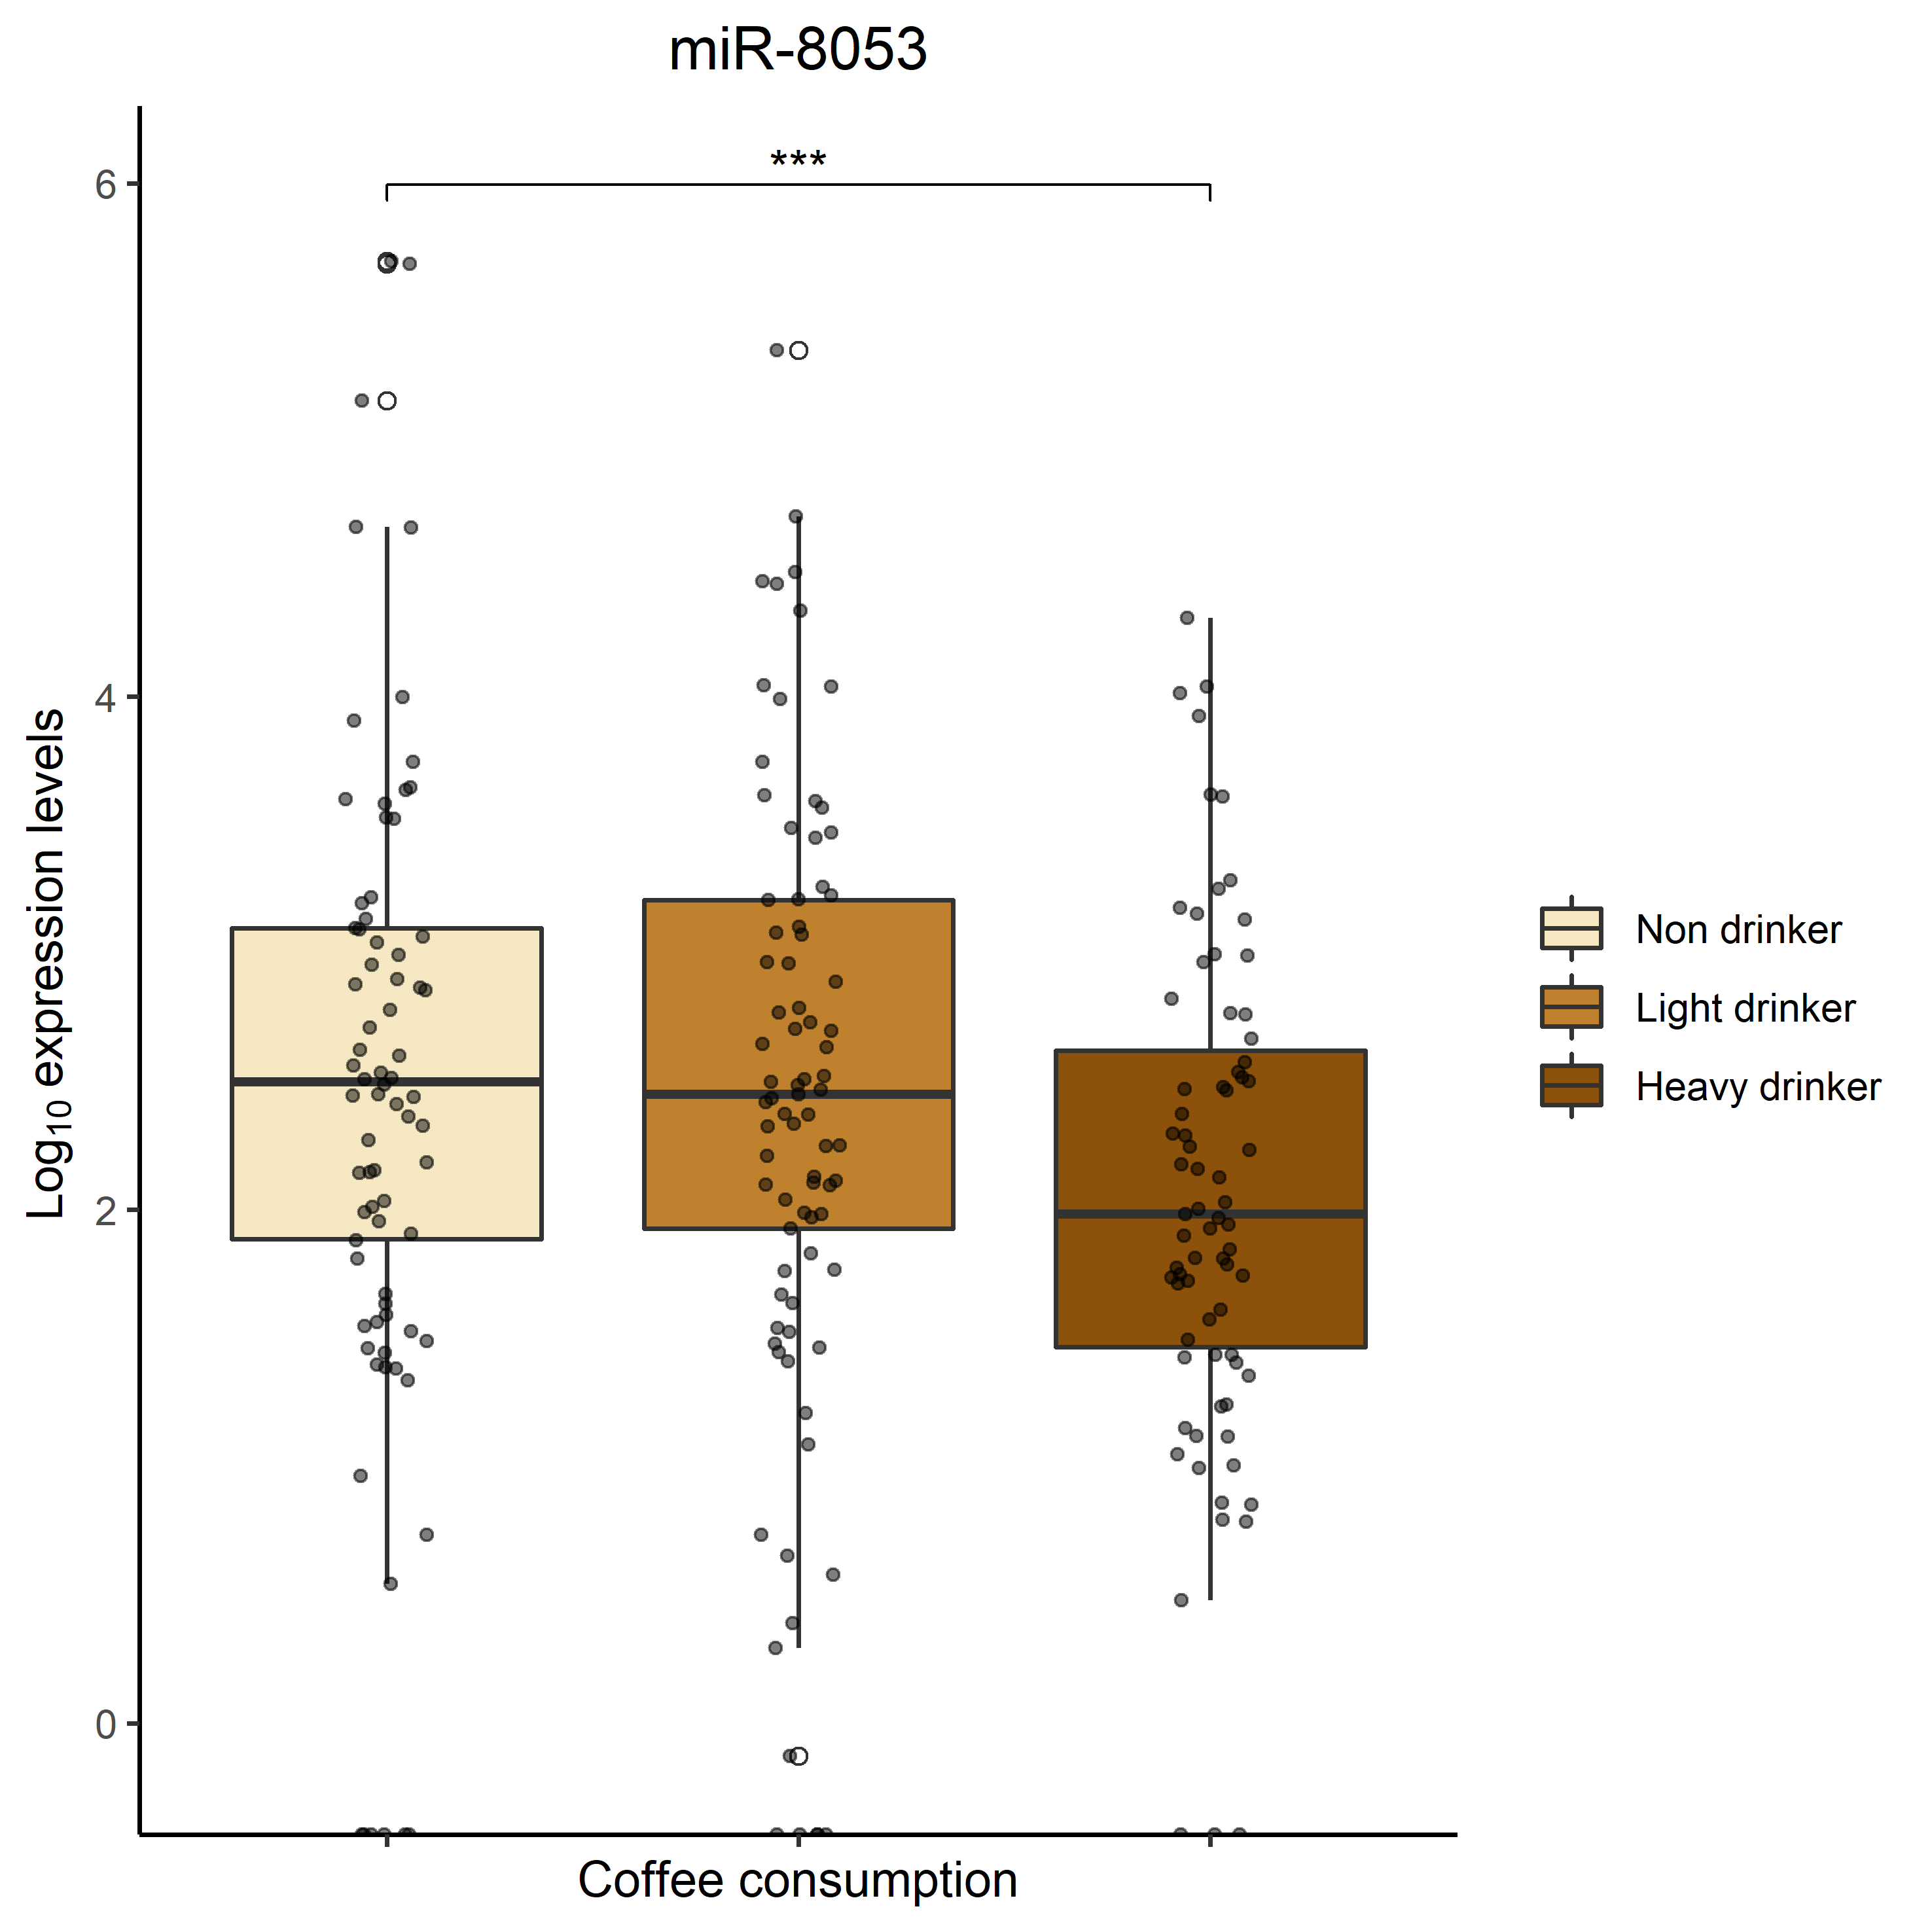 miR-8053
***
6
4
2
0
Log₁₀ expression levels
Coffee consumption
Non drinker
Light drinker
Heavy drinker